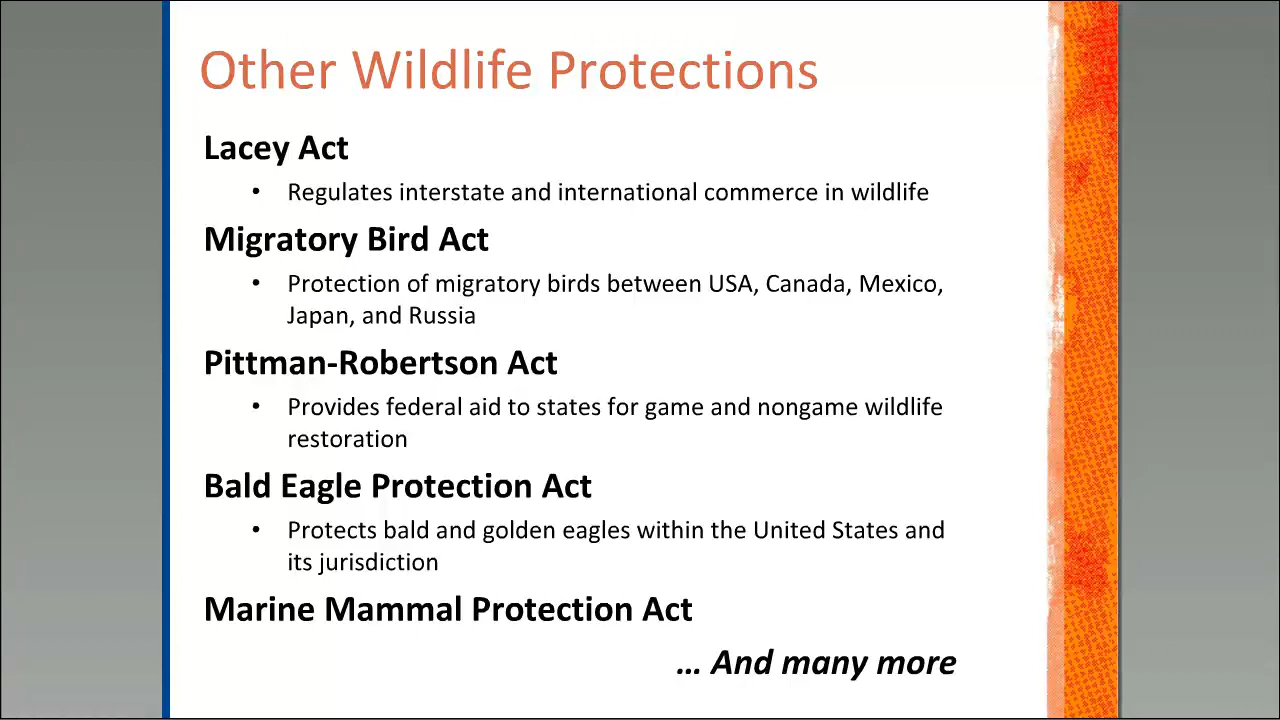 Other Wildlife Protections
Lacey Act
• Regulates interstate and international commerce in wildlife
Migratory Bird Act
• Protection of migratory birds between USA, Canada, Mexico,
Japan, and Russia
Pittman-Robertson Act
• Provides federal aid to states for game and nongame wildlife
restoration
Bald Eagle Protection Act
• Protects bald and golden eagles within the United States and
its jurisdiction
Marine Mammal Protection Act
… And many more